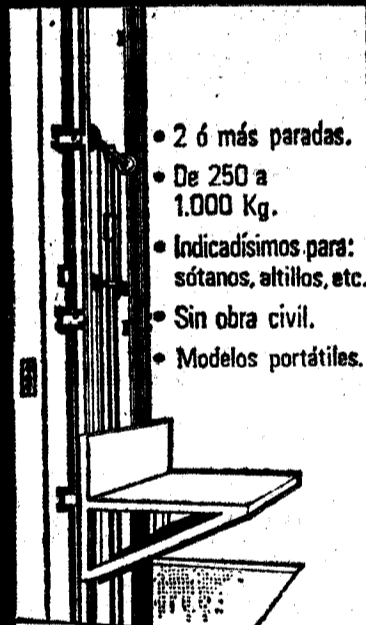 • 2 ó más paradas.
• De 250 a
1.000 Kg.
• Indicadísimos para:
sótanos, altillos, etc.
• Sin obra civil.
• Modelos portátiles.